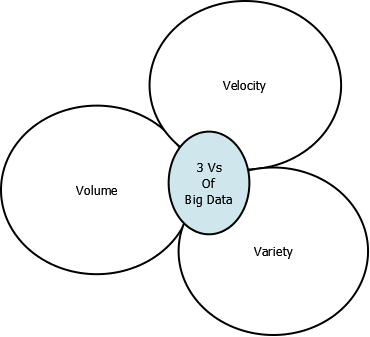 Velocity
3 Vs
Of
Big Data
Volume
Variety